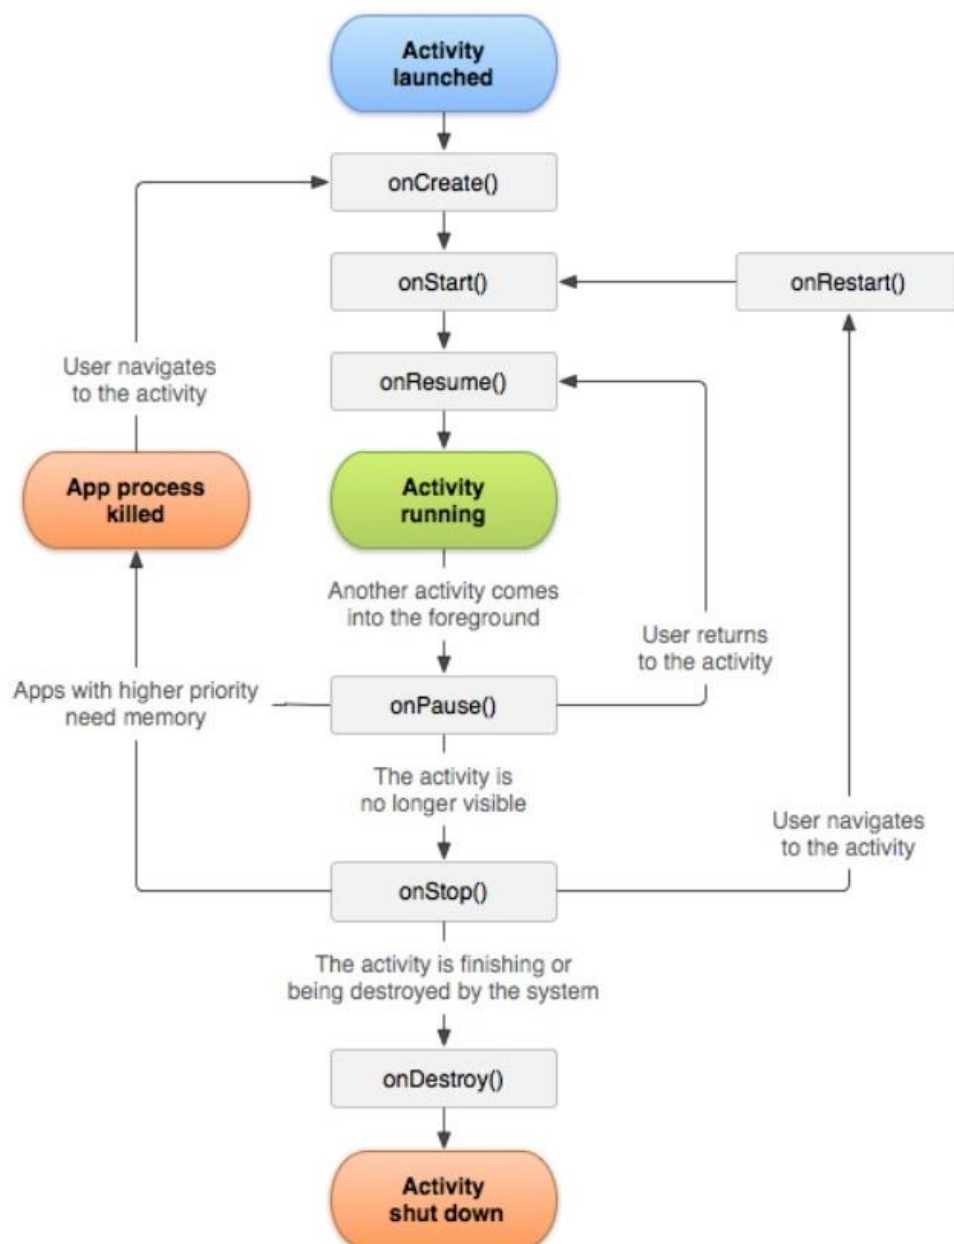 Activity
launched
onCreate()
onStart()
onRestart()
onResume()
User navigates
to the activity
App process
killed
Activity
running
Another activity comes
into the foreground
User returns
to the activity
Apps with higher priority
need memory
onPause()
The activity is
no longer visible
User navigates
to the activity
onStop()
The activity is finishing or
being destroyed by the system
onDestroy()
Activity
shut down